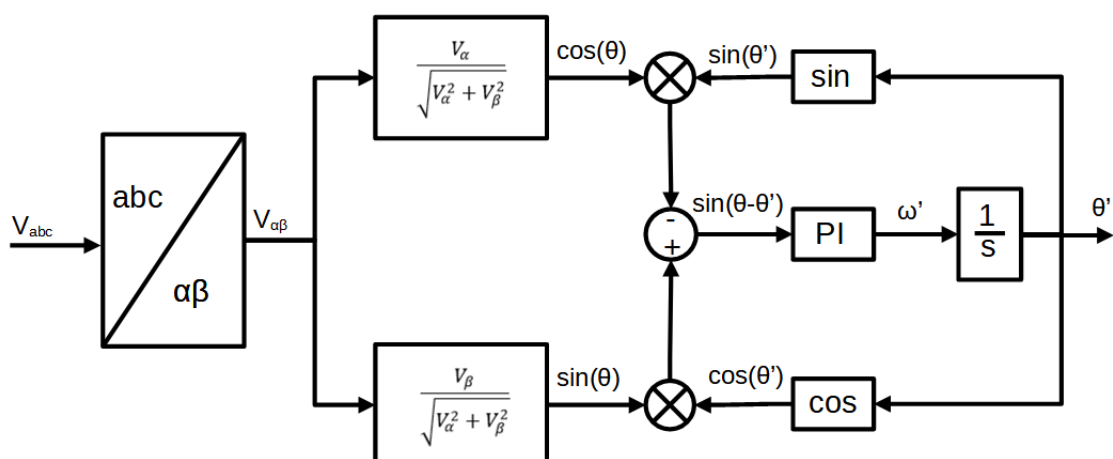 V_α / √(V_α² + V_β²)
cos(θ)
sin(θ’)
sin
abc
αβ
V_abc
V_αβ
-
+
sin(θ-θ’)
PI
ω’
1/s
θ’
V_β / √(V_α² + V_β²)
sin(θ)
cos(θ’)
cos